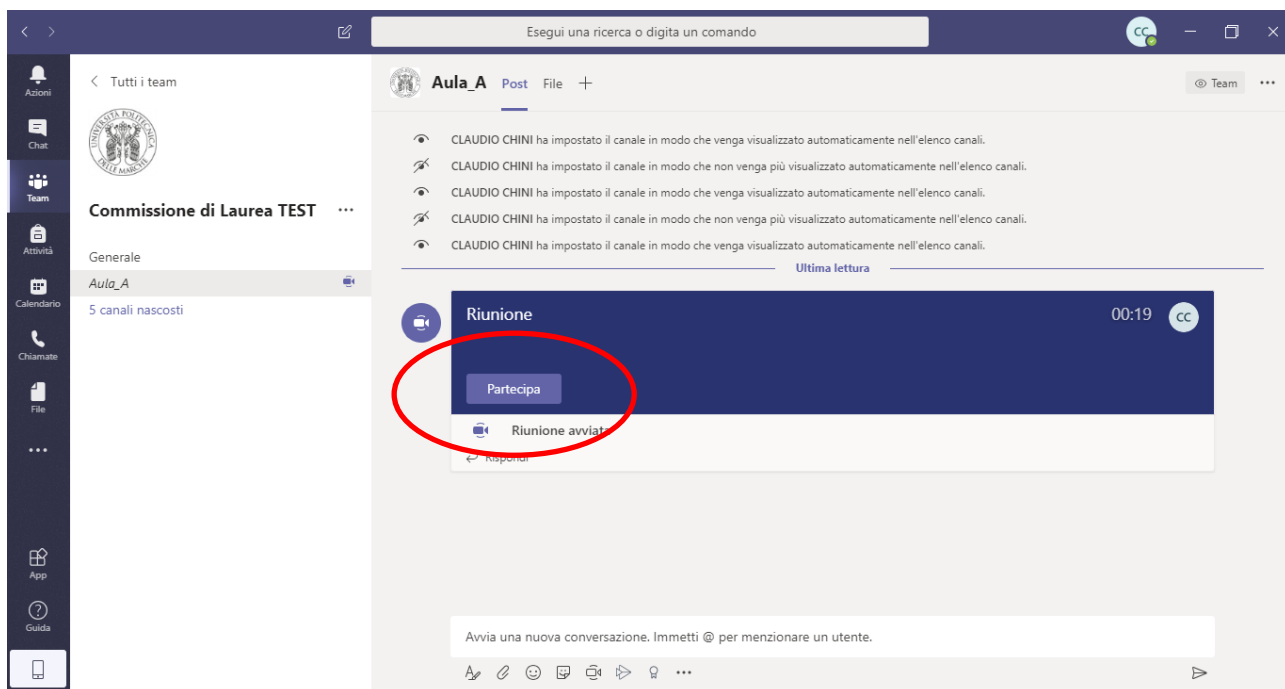 Esegui una ricerca o digita un comando
CC
Azioni
Chat
Team
Attività
Calendario
Chiamate
File
App
Guida
Tutti i team
UNIVERSITÀ POLITECNICA
DELLE MARCHE
Commissione di Laurea TEST
Generale
Aula_A
5 canali nascosti
Aula_A Post File
Team
CLAUDIO CHINI ha impostato il canale in modo che venga visualizzato automaticamente nell'elenco canali.
CLAUDIO CHINI ha impostato il canale in modo che non venga più visualizzato automaticamente nell'elenco canali.
CLAUDIO CHINI ha impostato il canale in modo che venga visualizzato automaticamente nell'elenco canali.
CLAUDIO CHINI ha impostato il canale in modo che non venga più visualizzato automaticamente nell'elenco canali.
CLAUDIO CHINI ha impostato il canale in modo che venga visualizzato automaticamente nell'elenco canali.
Ultima lettura
Riunione 00:19 CC
Partecipa
Riunione avviata
Rispondi
Avvia una nuova conversazione. Immetti @ per menzionare un utente.